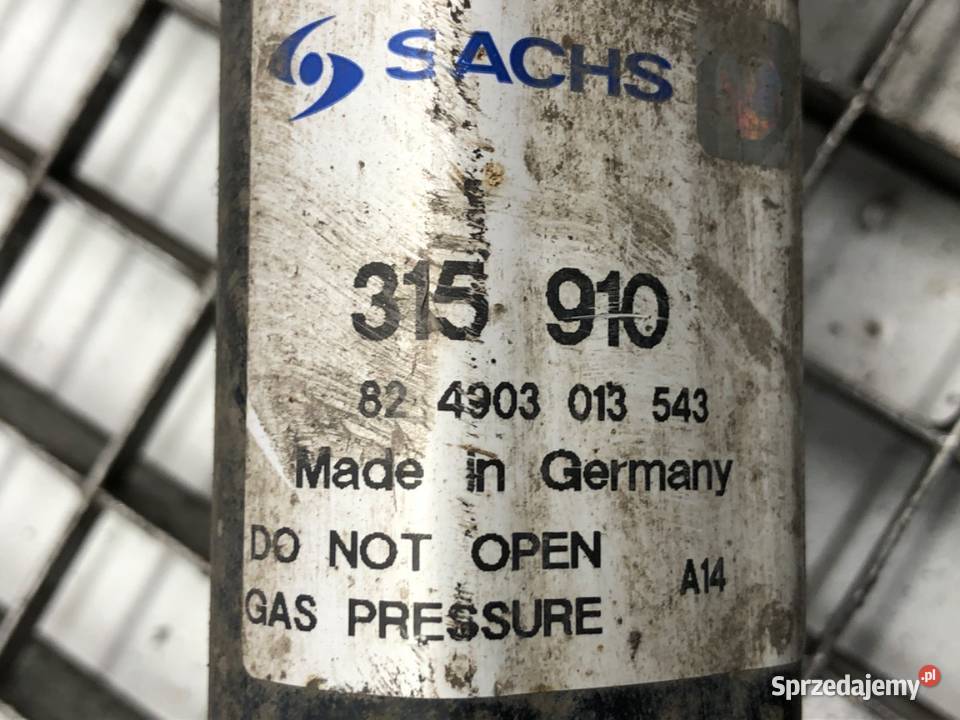 SACHS
315 910
82 4903 013 543
Made in Germany
DO NOT OPEN
GAS PRESSURE
A14
Sprzedajemy.pl